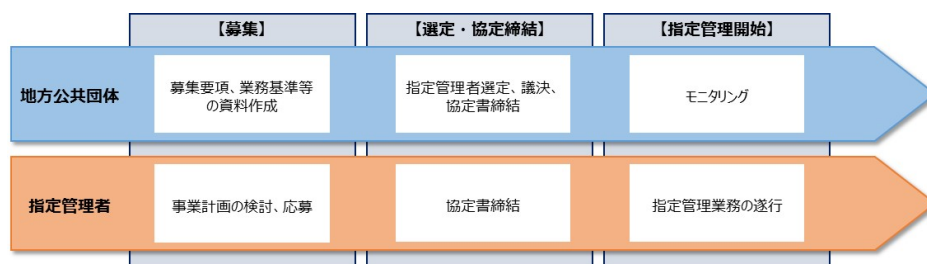 【募集】
【選定・協定締結】
【指定管理開始】
地方公共団体
募集要項、業務基準等
の資料作成
指定管理者選定、議決、
協定書締結
モニタリング
指定管理者
事業計画の検討、応募
協定書締結
指定管理業務の遂行